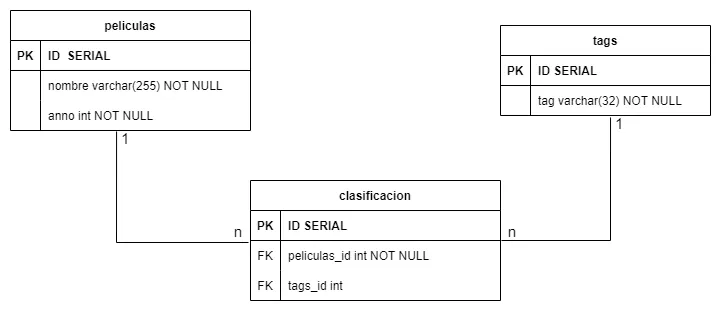 peliculas
PK ID SERIAL
nombre varchar(255) NOT NULL
anno int NOT NULL
1
n
tags
PK ID SERIAL
tag varchar(32) NOT NULL
1
n
clasificacion
PK ID SERIAL
FK peliculas_id int NOT NULL
FK tags_id int